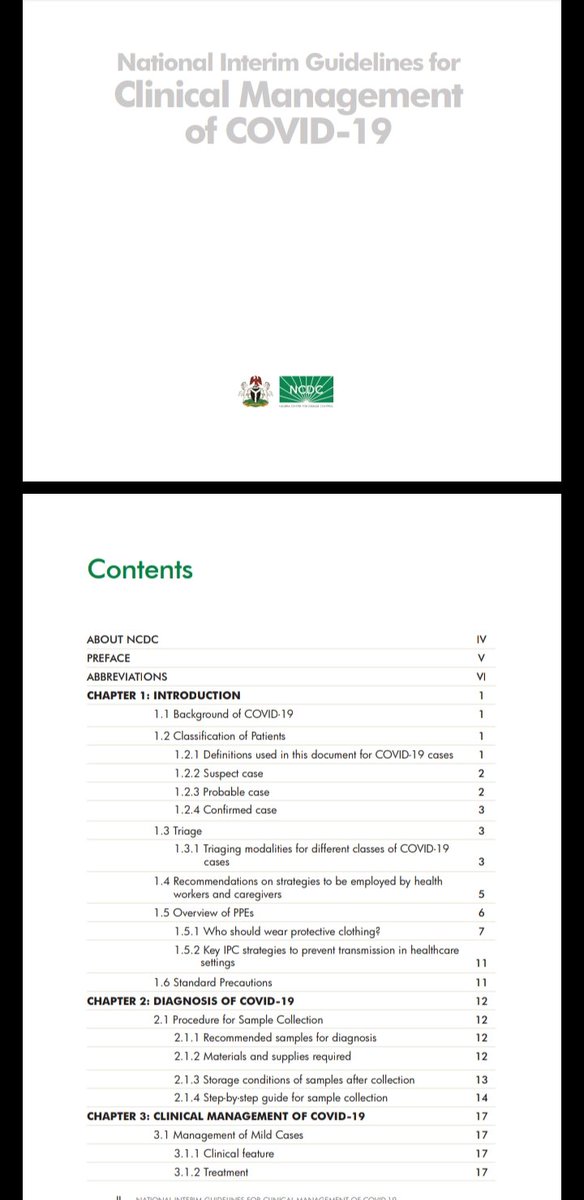 National Interim Guidelines for
Clinical Management
of COVID-19
NCDC
Contents
ABOUT NCDC IV
PREFACE V
ABBREVIATIONS VI
CHAPTER 1: INTRODUCTION 1
1.1 Background of COVID-19 1
1.2 Classification of Patients 1
1.2.1 Definitions used in this document for COVID-19 cases 1
1.2.2 Suspect case 2
1.2.3 Probable case 2
1.2.4 Confirmed case 3
1.3 Triage 3
1.3.1 Triaging modalities for different classes of COVID-19
cases 3
1.4 Recommendations on strategies to be employed by health
workers and caregivers 5
1.5 Overview of PPEs 6
1.5.1 Who should wear protective clothing? 7
1.5.2 Key IPC strategies to prevent transmission in healthcare
settings 11
1.6 Standard Precautions 11
CHAPTER 2: DIAGNOSIS OF COVID-19 12
2.1 Procedure for Sample Collection 12
2.1.1 Recommended samples for diagnosis 12
2.1.2 Materials and supplies required 12
2.1.3 Storage conditions of samples after collection 13
2.1.4 Step-by-step guide for sample collection 14
CHAPTER 3: CLINICAL MANAGEMENT OF COVID-19 17
3.1 Management of Mild Cases 17
3.1.1 Clinical feature 17
3.1.2 Treatment 17
II NATIONAL INTERIM GUIDELINES FOR CLINICAL MANAGEMENT OF COVID-19